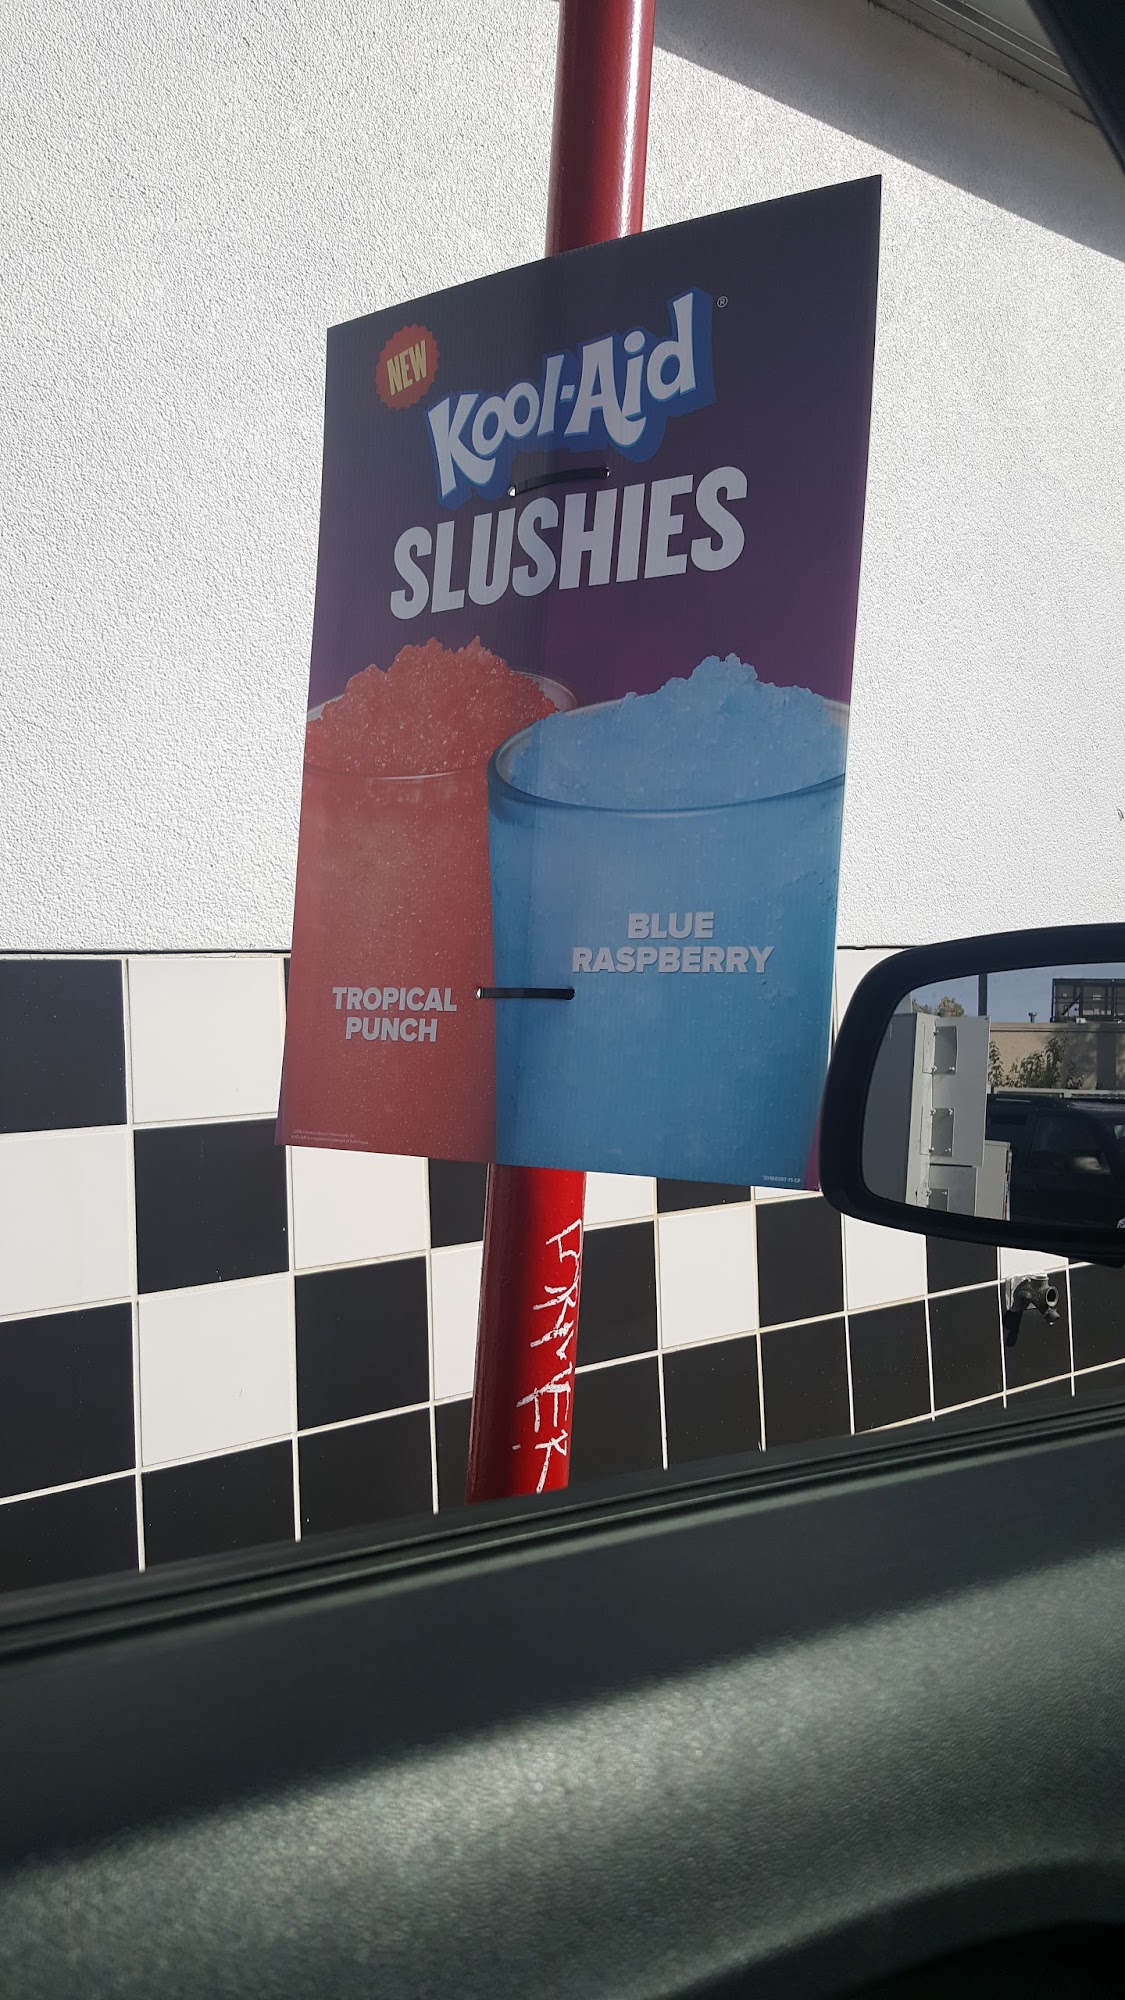 NEW
Kool-Aid®
SLUSHIES
TROPICAL
PUNCH
BLUE
RASPBERRY